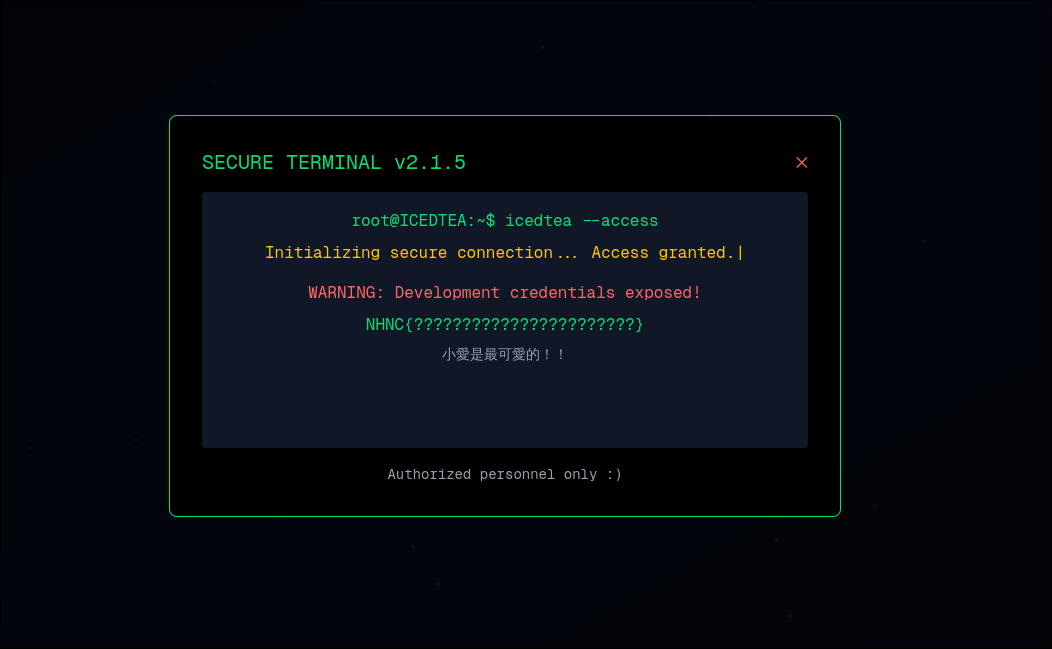 SECURE TERMINAL v2.1.5
root@ICEDTEA:~$ icedtea --access
Initializing secure connection... Access granted.|
WARNING: Development credentials exposed!
NHNC{???????????????????????}
小愛是最可愛的！！
Authorized personnel only :)